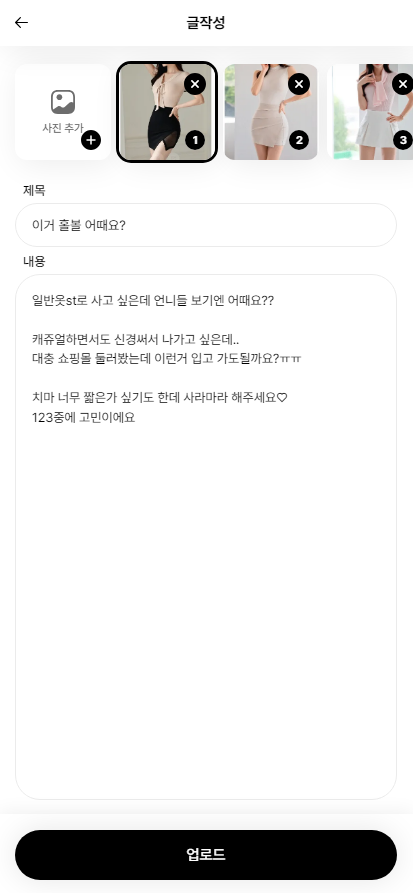 글작성
사진 추가
1
2
3
제목
이거 홀볼 어때요?
내용
일반옷st로 사고 싶은데 언니들 보기엔 어때요??
캐쥬얼하면서도 신경써서 나가고 싶은데..
대충 쇼핑몰 둘러봤는데 이런거 입고 가도될까요?ㅠㅠ
치마 너무 짧은가 싶기도 한데 사라마라 해주세요♡
123중에 고민이에요
업로드